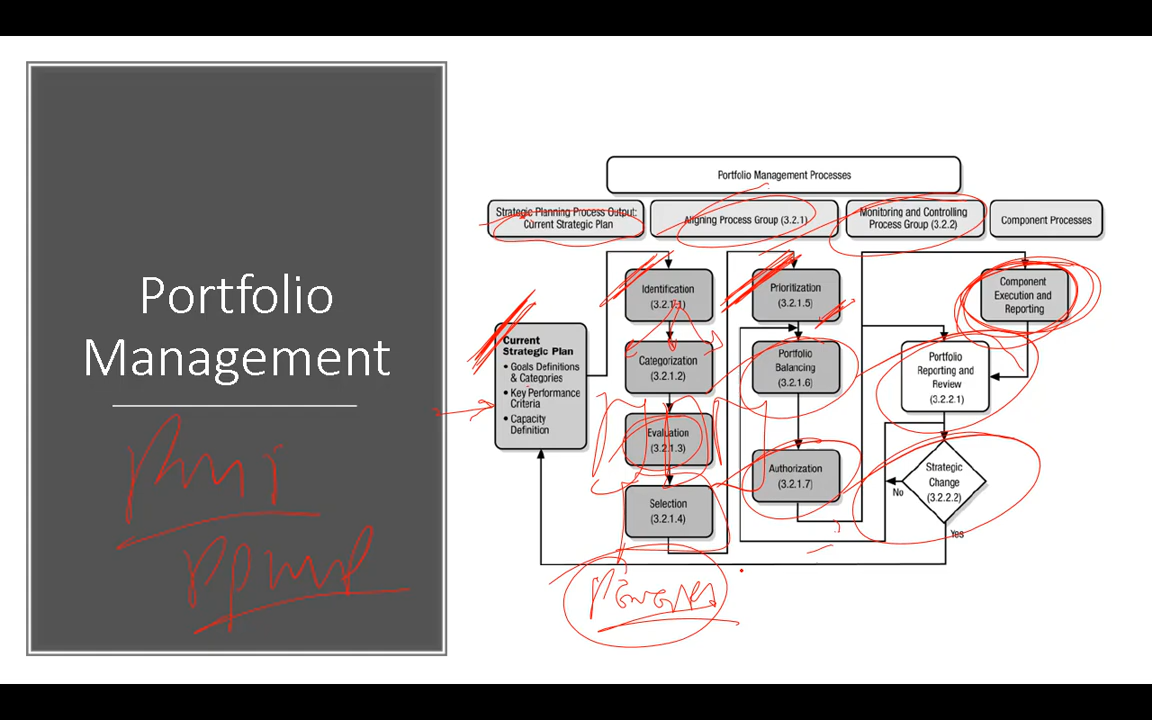 Portfolio
Management
pmi
Portfolio Management Processes
Strategic Planning Process Output:
Current Strategic Plan
Aligning Process Group (3.2.1)
Monitoring and Controlling
Process Group (3.2.2)
Component Processes
Current
Strategic Plan
• Goals Definitions
& Categories
• Key Performance
Criteria
• Capacity
Definition
Identification
(3.2.1.1)
Categorization
(3.2.1.2)
Evaluation
(3.2.1.3)
Selection
(3.2.1.4)
Prioritization
(3.2.1.5)
Portfolio
Balancing
(3.2.1.6)
Authorization
(3.2.1.7)
Component
Execution and
Reporting
Portfolio
Reporting and
Review
(3.2.2.1)
Strategic
Change
(3.2.2.2)
No
Yes